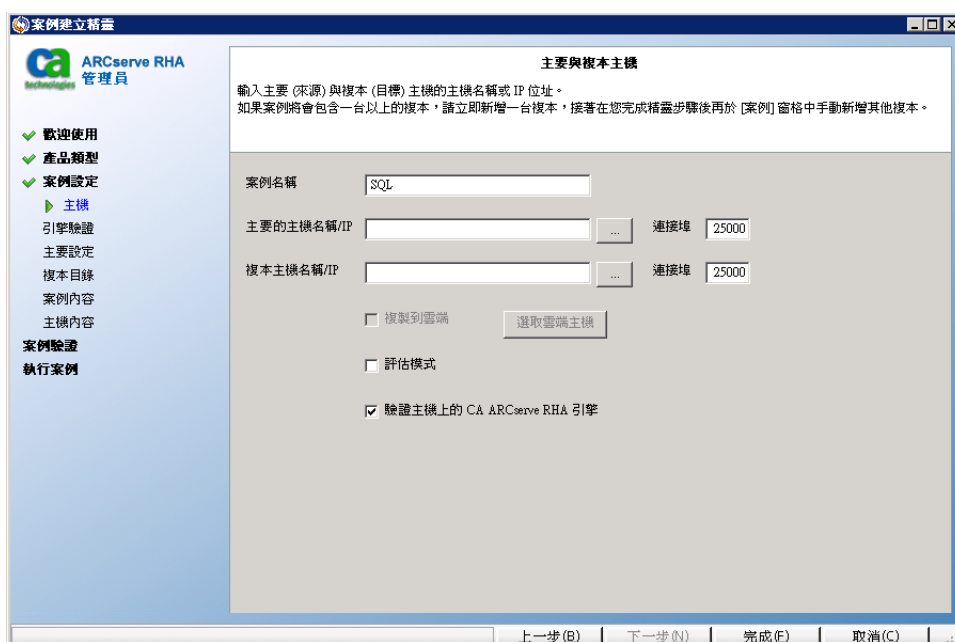 案例建立精靈
ca
technologies
ARCserve RHA
管理員
歡迎使用
產品類型
案例設定
主機
引擎驗證
主要設定
複本目錄
案例內容
主機內容
案例驗證
執行案例
主要與複本主機
輸入主要 (來源) 與複本 (目標) 主機的主機名稱或 IP 位址。
如果案例將會包含一台以上的複本，請立即新增一台複本，接著在您完成精靈步驟後再於 [案例] 窗格中手動新增其他複本。
案例名稱 SQL
主要的主機名稱/IP ... 連接埠 25000
複本主機名稱/IP ... 連接埠 25000
複製到雲端 選取雲端主機
評估模式
驗證主機上的 CA ARCserve RHA 引擎
上一步(B) 下一步(N) 完成(F) 取消(C)